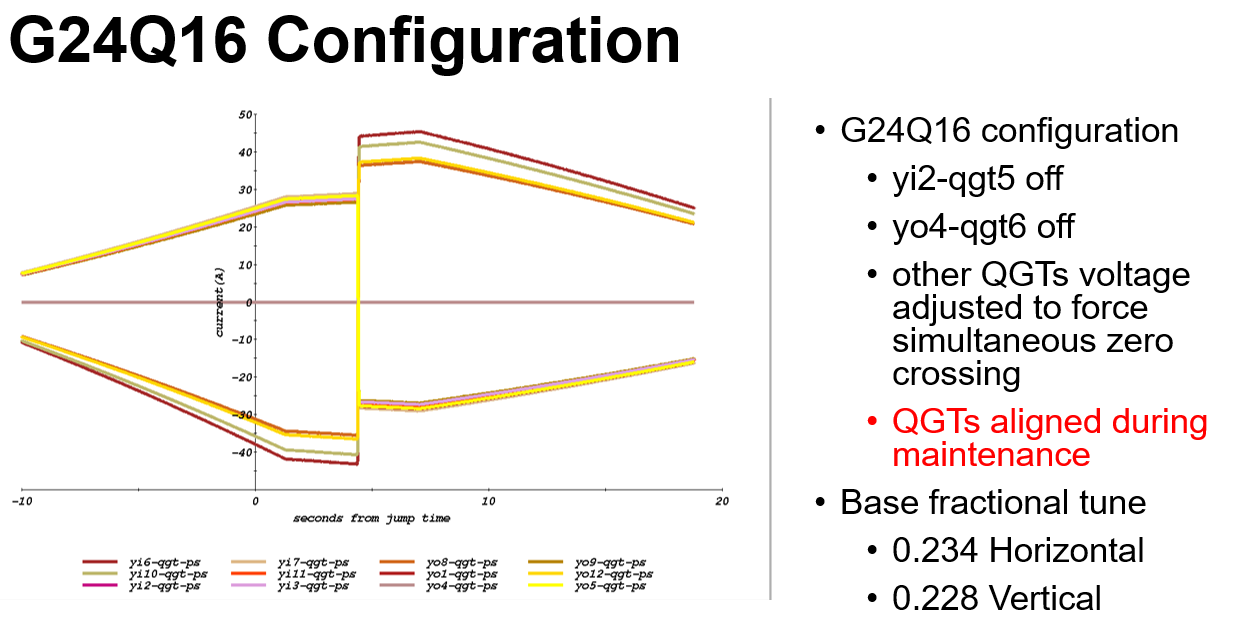 G24Q16 Configuration
50
40
30
20
10
0
-10
-20
-30
-40
current(A)
-10
0
10
20
seconds from jump time
yi6-qgt-ps yi7-qgt-ps yo8-qgt-ps yo9-qgt-ps
yi10-qgt-ps yi11-qgt-ps yo1-qgt-ps yo12-qgt-ps
yi2-qgt-ps yi3-qgt-ps yo4-qgt-ps yo5-qgt-ps
• G24Q16 configuration
• yi2-qgt5 off
• yo4-qgt6 off
• other QGTs voltage
adjusted to force
simultaneous zero
crossing
• QGTs aligned during
maintenance
• Base fractional tune
• 0.234 Horizontal
• 0.228 Vertical